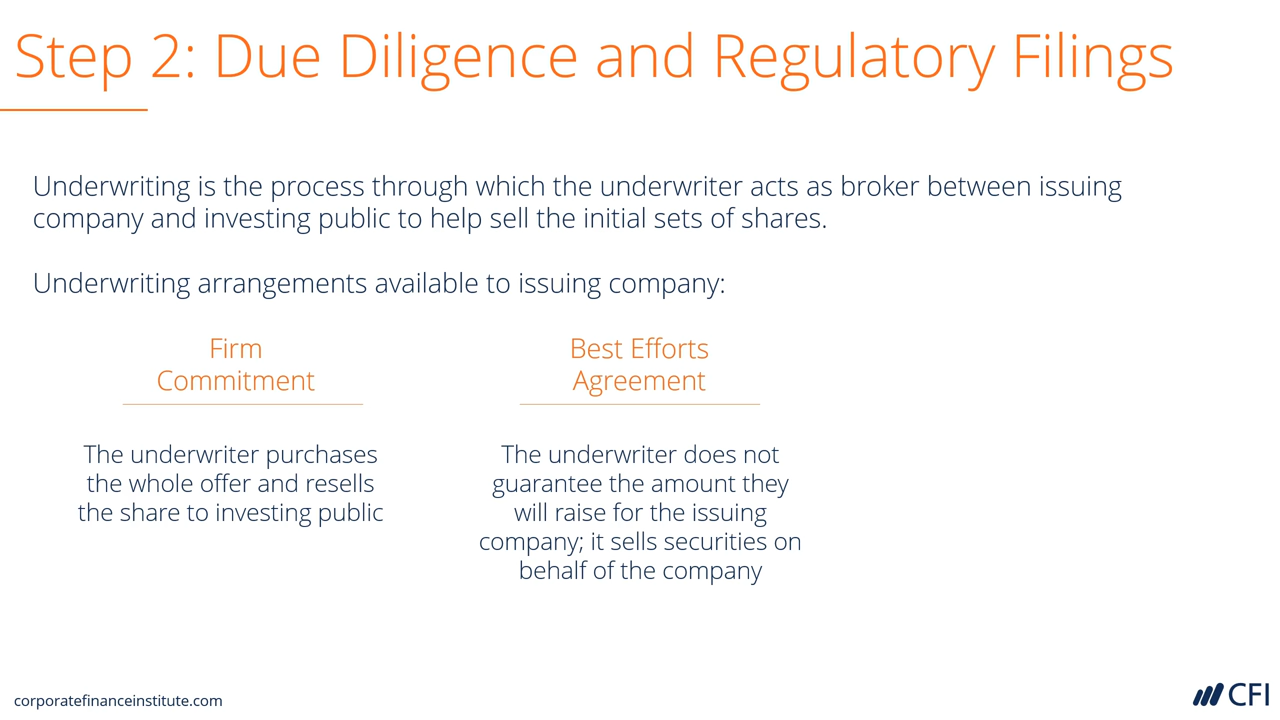 Step 2: Due Diligence and Regulatory Filings
Underwriting is the process through which the underwriter acts as broker between issuing
company and investing public to help sell the initial sets of shares.
Underwriting arrangements available to issuing company:
Firm
Commitment
The underwriter purchases
the whole offer and resells
the share to investing public
Best Efforts
Agreement
The underwriter does not
guarantee the amount they
will raise for the issuing
company; it sells securities on
behalf of the company
corporatefinanceinstitute.com
CFI